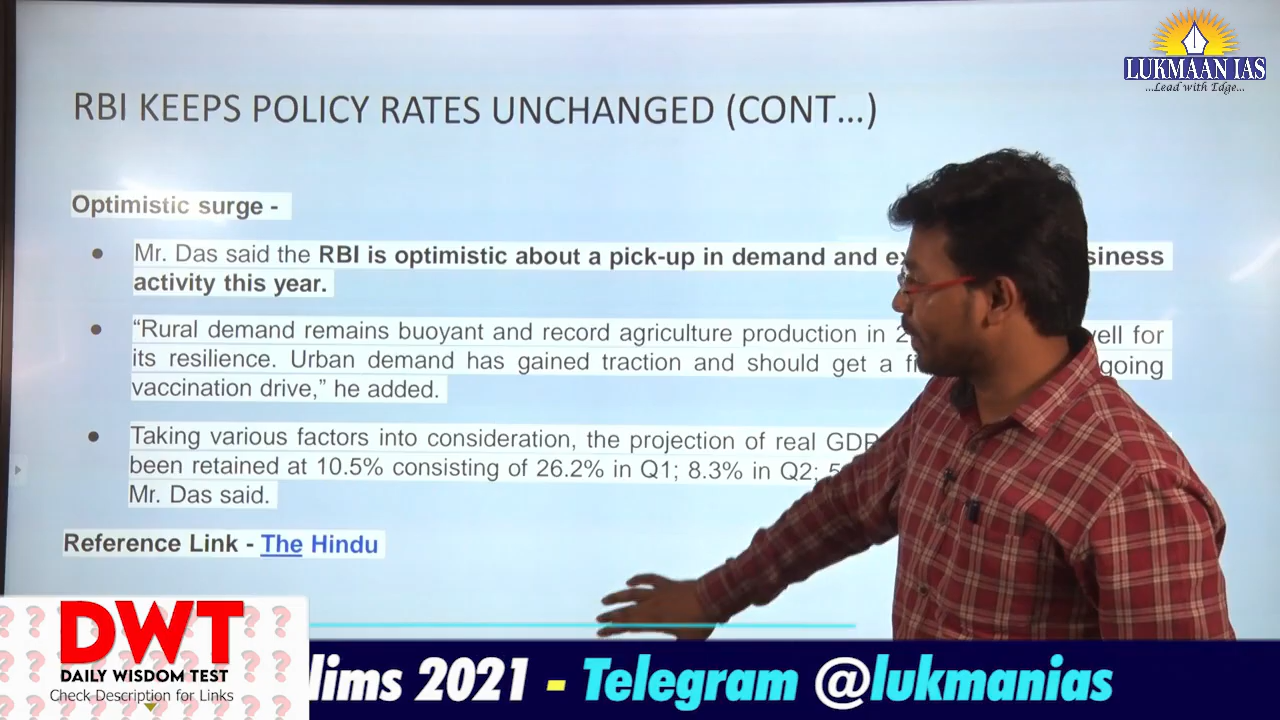 LUKMAAN IAS
...Lead with Edge...
RBI KEEPS POLICY RATES UNCHANGED (CONT...)
Optimistic surge -
Mr. Das said the RBI is optimistic about a pick-up in demand and
activity this year.
“Rural demand remains buoyant and record agriculture production in
its resilience. Urban demand has gained traction and should get a
vaccination drive,” he added.
Taking various factors into consideration, the projection of real GDP
been retained at 10.5% consisting of 26.2% in Q1; 8.3% in Q2;
Mr. Das said.
Reference Link - The Hindu
DWT
DAILY WISDOM TEST
Check Description for Links
lims 2021 - Telegram @lukmanias